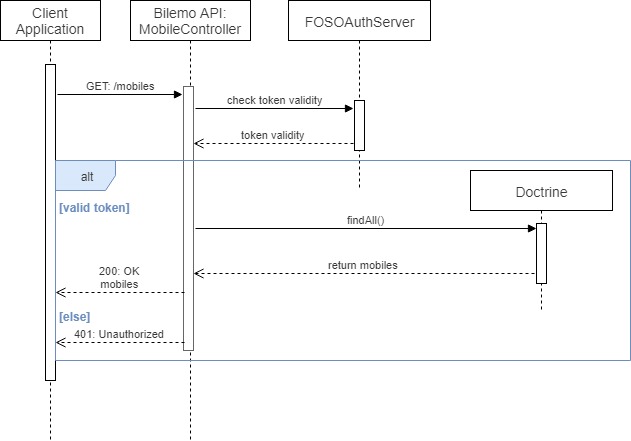 Client
Application
Bilemo API:
MobileController
FOSOAuthServer
GET: /mobiles
check token validity
token validity
alt
Doctrine
[valid token]
findAll()
return mobiles
200: OK
mobiles
[else]
401: Unauthorized